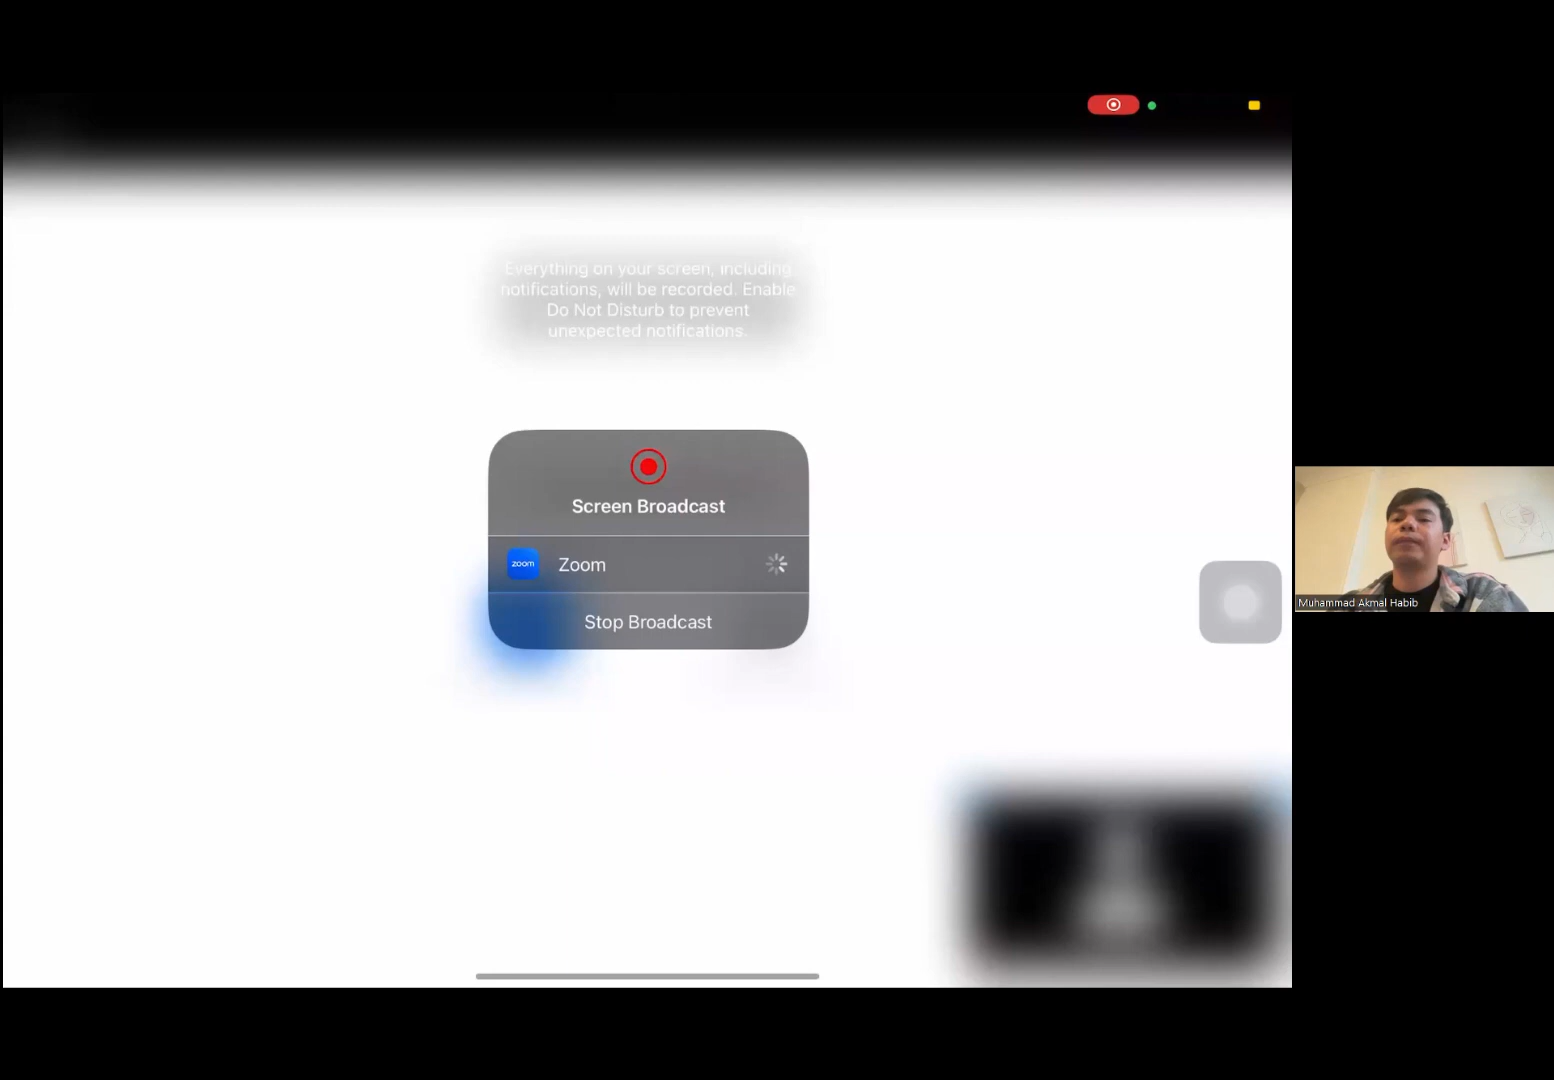 Everything on your screen, including
notifications, will be recorded. Enable
Do Not Disturb to prevent
unexpected notifications.
Screen Broadcast
zoom
Zoom
Stop Broadcast
Muhammad Akmal Habib